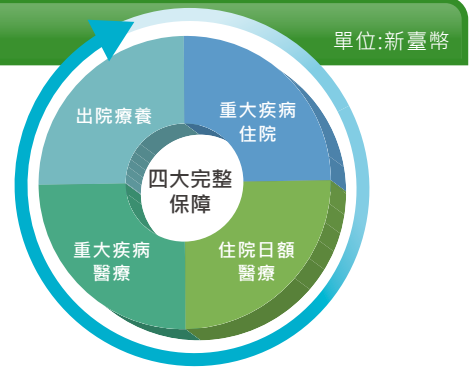 單位:新臺幣
出院療養
重大疾病
住院
四大完整
保障
重大疾病
醫療
住院日額
醫療